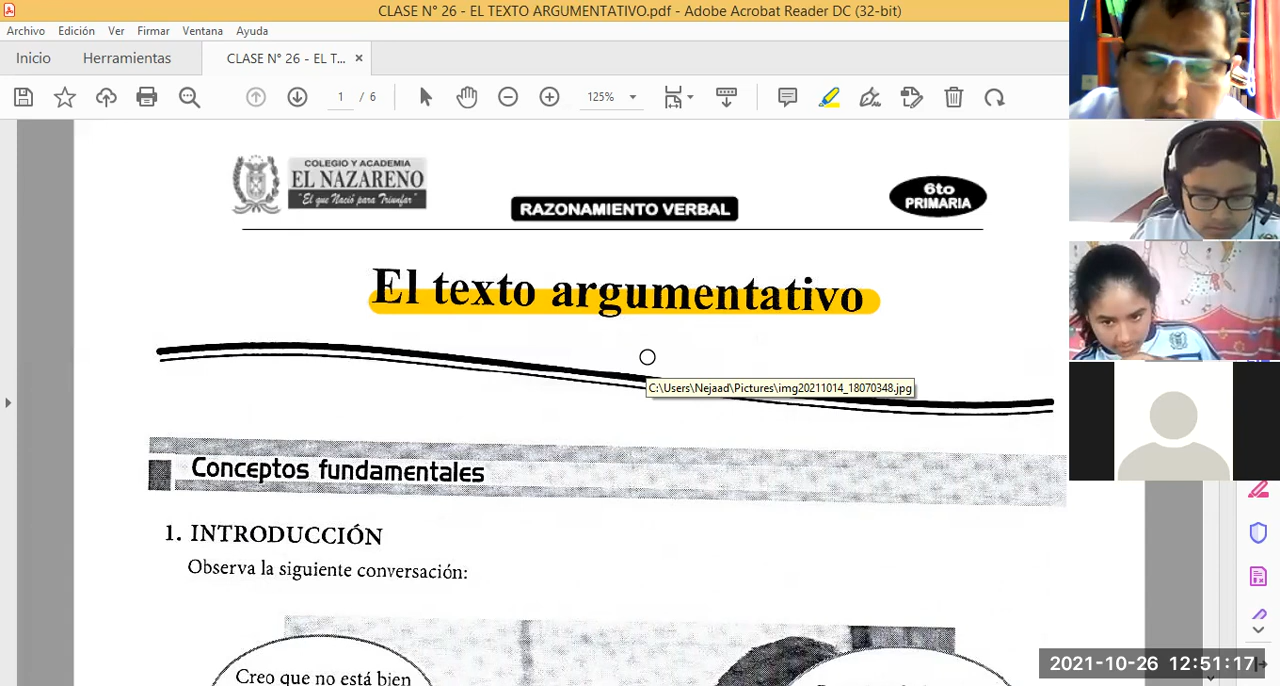 CLASE N° 26 - EL TEXTO ARGUMENTATIVO.pdf - Adobe Acrobat Reader DC (32-bit)
Archivo Edición Ver Firmar Ventana Ayuda
Inicio Herramientas CLASE N° 26 - EL T... ×
1 / 6 125%
COLEGIO Y ACADEMIA
EL NAZARENO
"El que Nació para Triunfar"
RAZONAMIENTO VERBAL
6to
PRIMARIA
El texto argumentativo
C:\Users\Nejaad\Pictures\img20211014_18070348.jpg
Conceptos fundamentales
1. INTRODUCCIÓN
Observa la siguiente conversación:
Creo que no está bien
2021-10-26 12:51:17